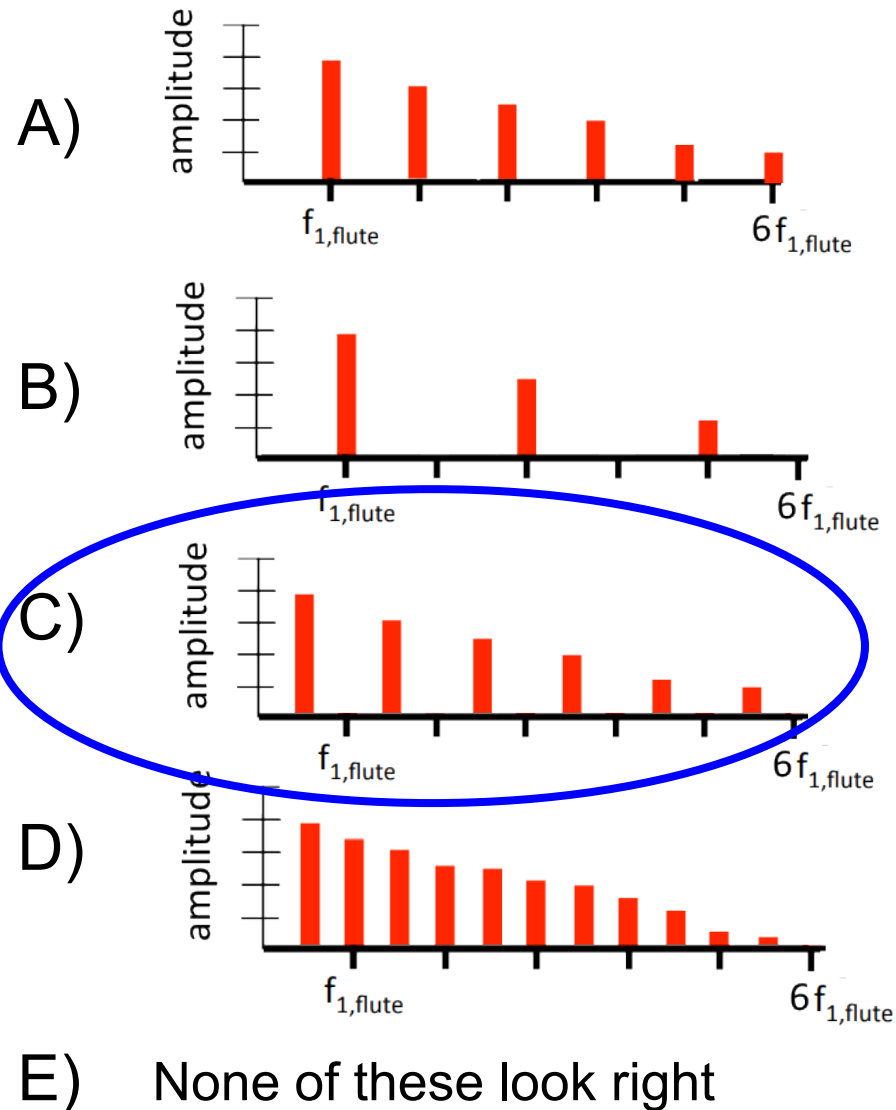 A)
amplitude
f1,flute
6f1,flute
B)
amplitude
f1,flute
6f1,flute
C)
amplitude
f1,flute
6f1,flute
D)
amplitude
f1,flute
6f1,flute
E) None of these look right